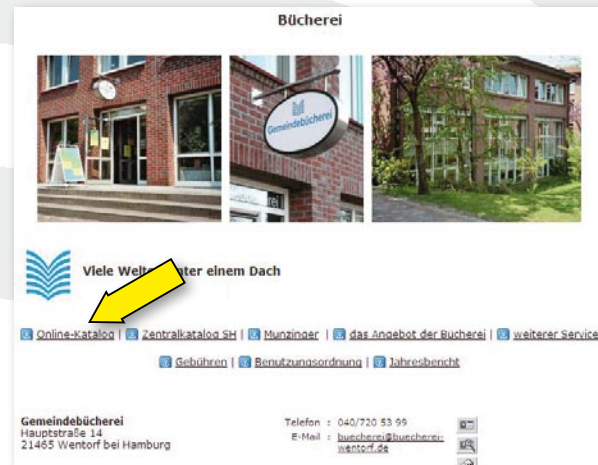 Bücherei
Gemeindebücherei
Viele Welten unter einem Dach
Online-Katalog | Zentralkatalog SH | Munzinger | das Angebot der Bücherei | weiterer Service
Gebühren | Benutzungsordnung | Jahresbericht
Gemeindebücherei
Hauptstraße 14
21465 Wentorf bei Hamburg
Telefon : 040/720 53 99
E-Mail : buecherei@buecherei-
wentorf.de